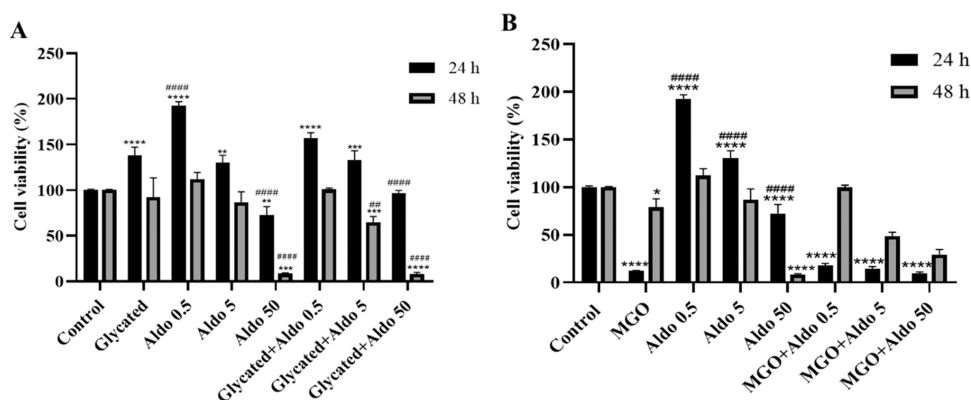 A
250
200
150
100
50
0
Cell viability (%)
24 h
48 h
****
####
****
**
####
**
####
***
****
***
##
***
####
####
****
Control
Glycated
Aldo 0.5
Aldo 5
Aldo 50
Glycated+Aldo 0.5
Glycated+Aldo 5
Glycated+Aldo 50
B
250
200
150
100
50
0
Cell viability (%)
24 h
48 h
****
*
####
****
####
****
####
****
****
****
****
****
Control
MGO
Aldo 0.5
Aldo 5
Aldo 50
MGO+Aldo 0.5
MGO+Aldo 5
MGO+Aldo 50